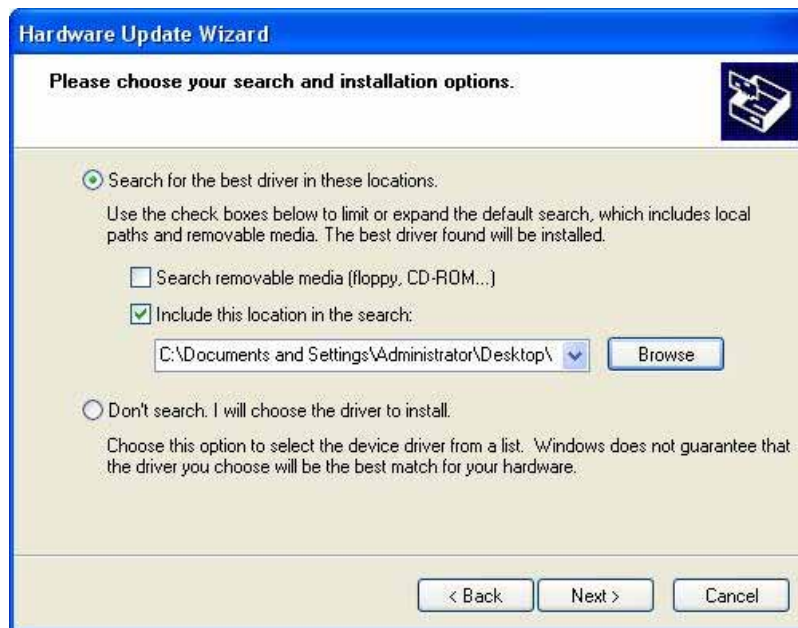 Hardware Update Wizard
Please choose your search and installation options.
Search for the best driver in these locations.
Use the check boxes below to limit or expand the default search, which includes local
paths and removable media. The best driver found will be installed.
Search removable media (floppy, CD-ROM...)
Include this location in the search:
C:\Documents and Settings\Administrator\Desktop\
Browse
Don't search. I will choose the driver to install.
Choose this option to select the device driver from a list. Windows does not guarantee that
the driver you choose will be the best match for your hardware.
< Back
Next >
Cancel